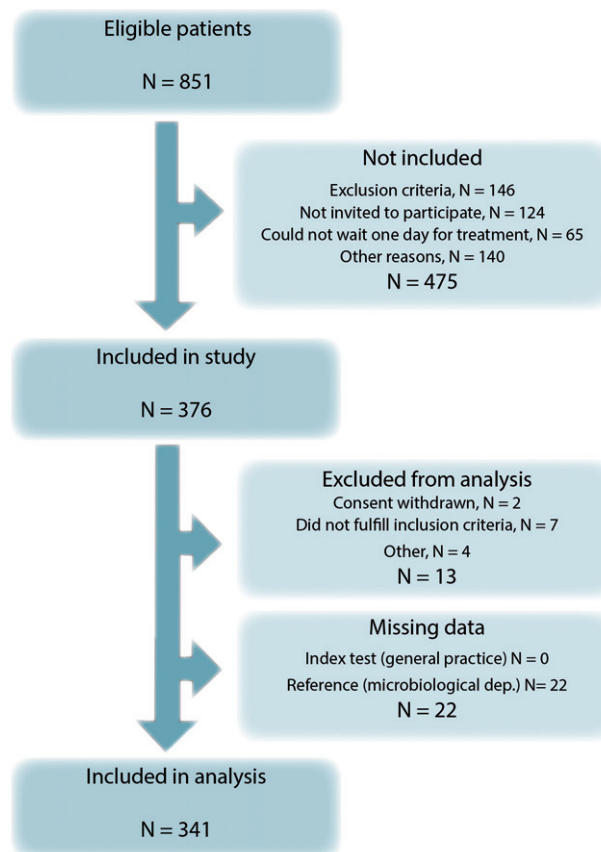 Eligible patients
N = 851
Not included
Exclusion criteria, N = 146
Not invited to participate, N = 124
Could not wait one day for treatment, N = 65
Other reasons, N = 140
N = 475
Included in study
N = 376
Excluded from analysis
Consent withdrawn, N = 2
Did not fulfill inclusion criteria, N = 7
Other, N = 4
N = 13
Missing data
Index test (general practice) N = 0
Reference (microbiological dep.) N= 22
N = 22
Included in analysis
N = 341